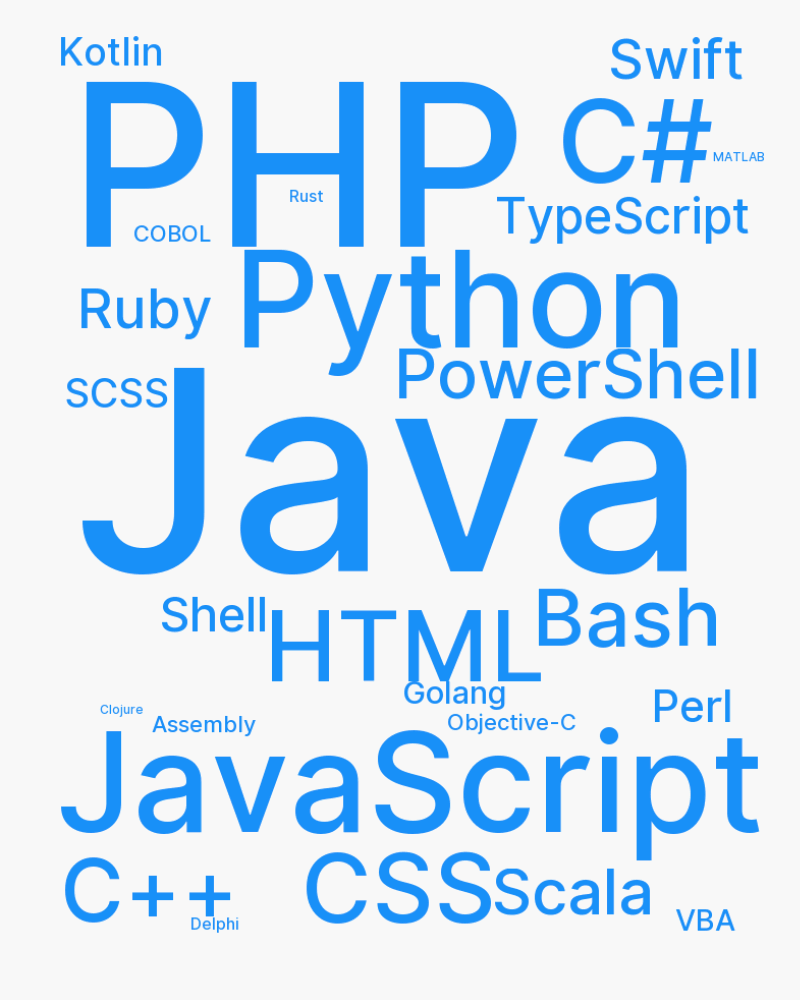 Kotlin
Swift
PHP
C#
MATLAB
Rust
TypeScript
COBOL
Python
Ruby
PowerShell
SCSS
Java
Shell
HTML
Bash
Golang
Perl
Clojure
Assembly
Objective-C
JavaScript
C++
CSS
Scala
Delphi
VBA